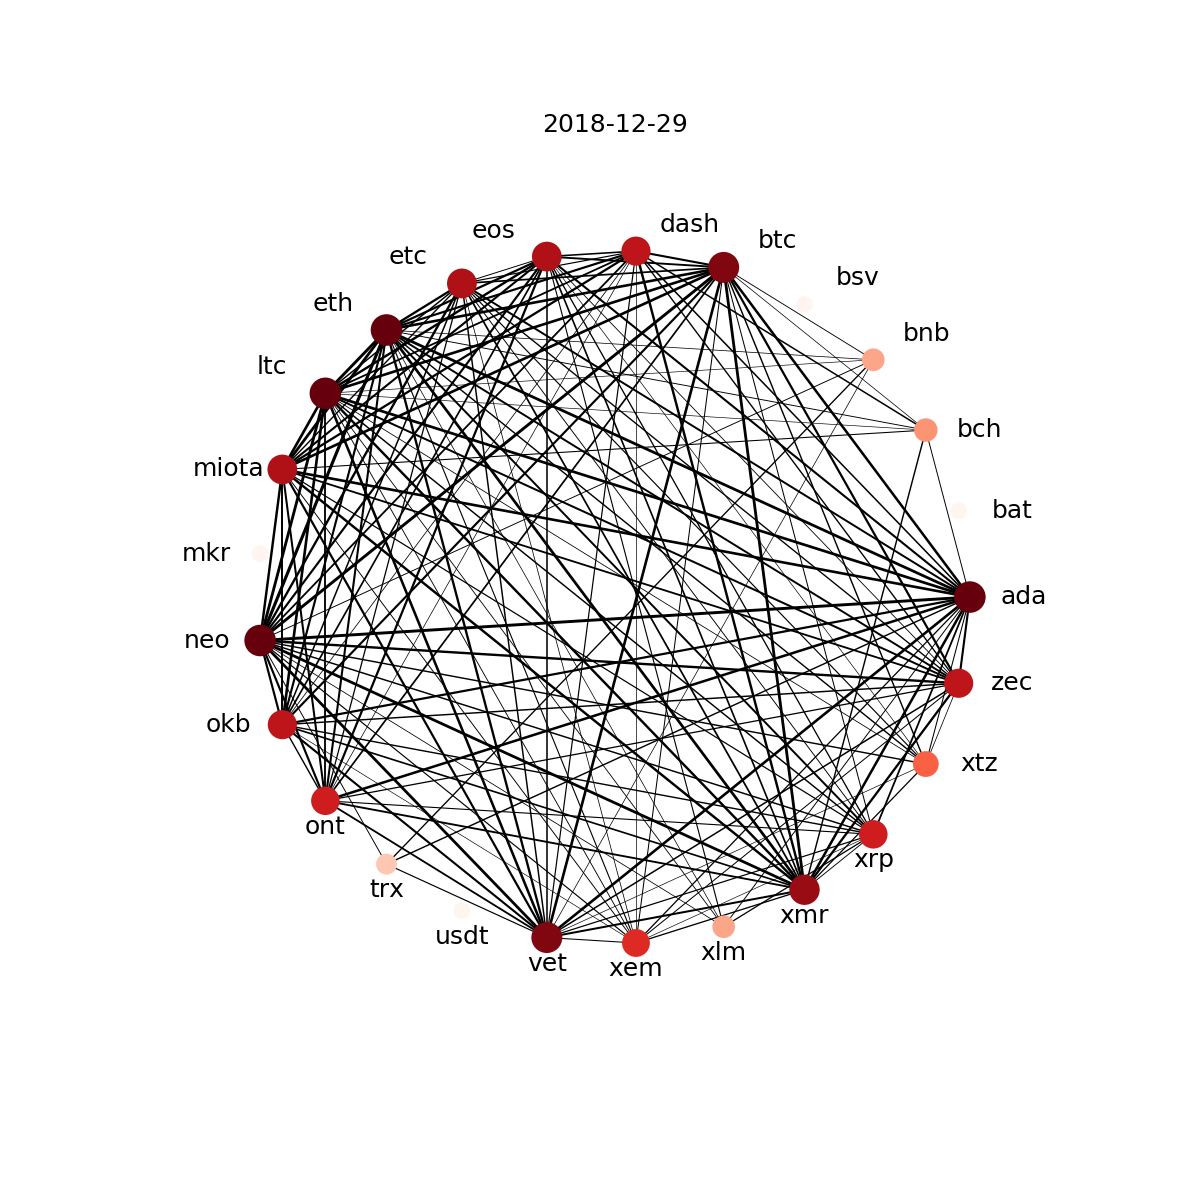 2018-12-29
dash
eos
btc
etc
bsv
eth
bnb
ltc
bch
miota
bat
mkr
ada
neo
zec
okb
xtz
ont
xrp
trx
xmr
usdt
xlm
vet
xem